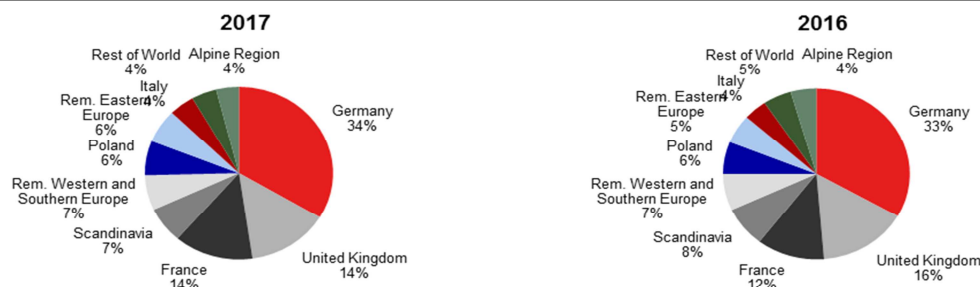 2017
Rest of World
4%
Alpine Region
4%
Italy
4%
Rem. Eastern
Europe
6%
Poland
6%
Rem. Western and
Southern Europe
7%
Scandinavia
7%
France
14%
United Kingdom
14%
Germany
34%
2016
Rest of World
5%
Alpine Region
4%
Italy
4%
Rem. Eastern
Europe
5%
Poland
6%
Rem. Western and
Southern Europe
7%
Scandinavia
8%
France
12%
United Kingdom
16%
Germany
33%